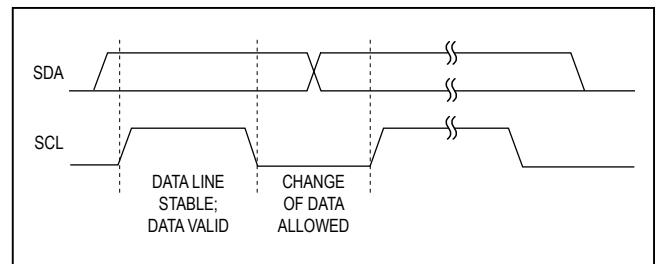 SDA
SCL
DATA LINE
STABLE;
DATA VALID
CHANGE
OF DATA
ALLOWED